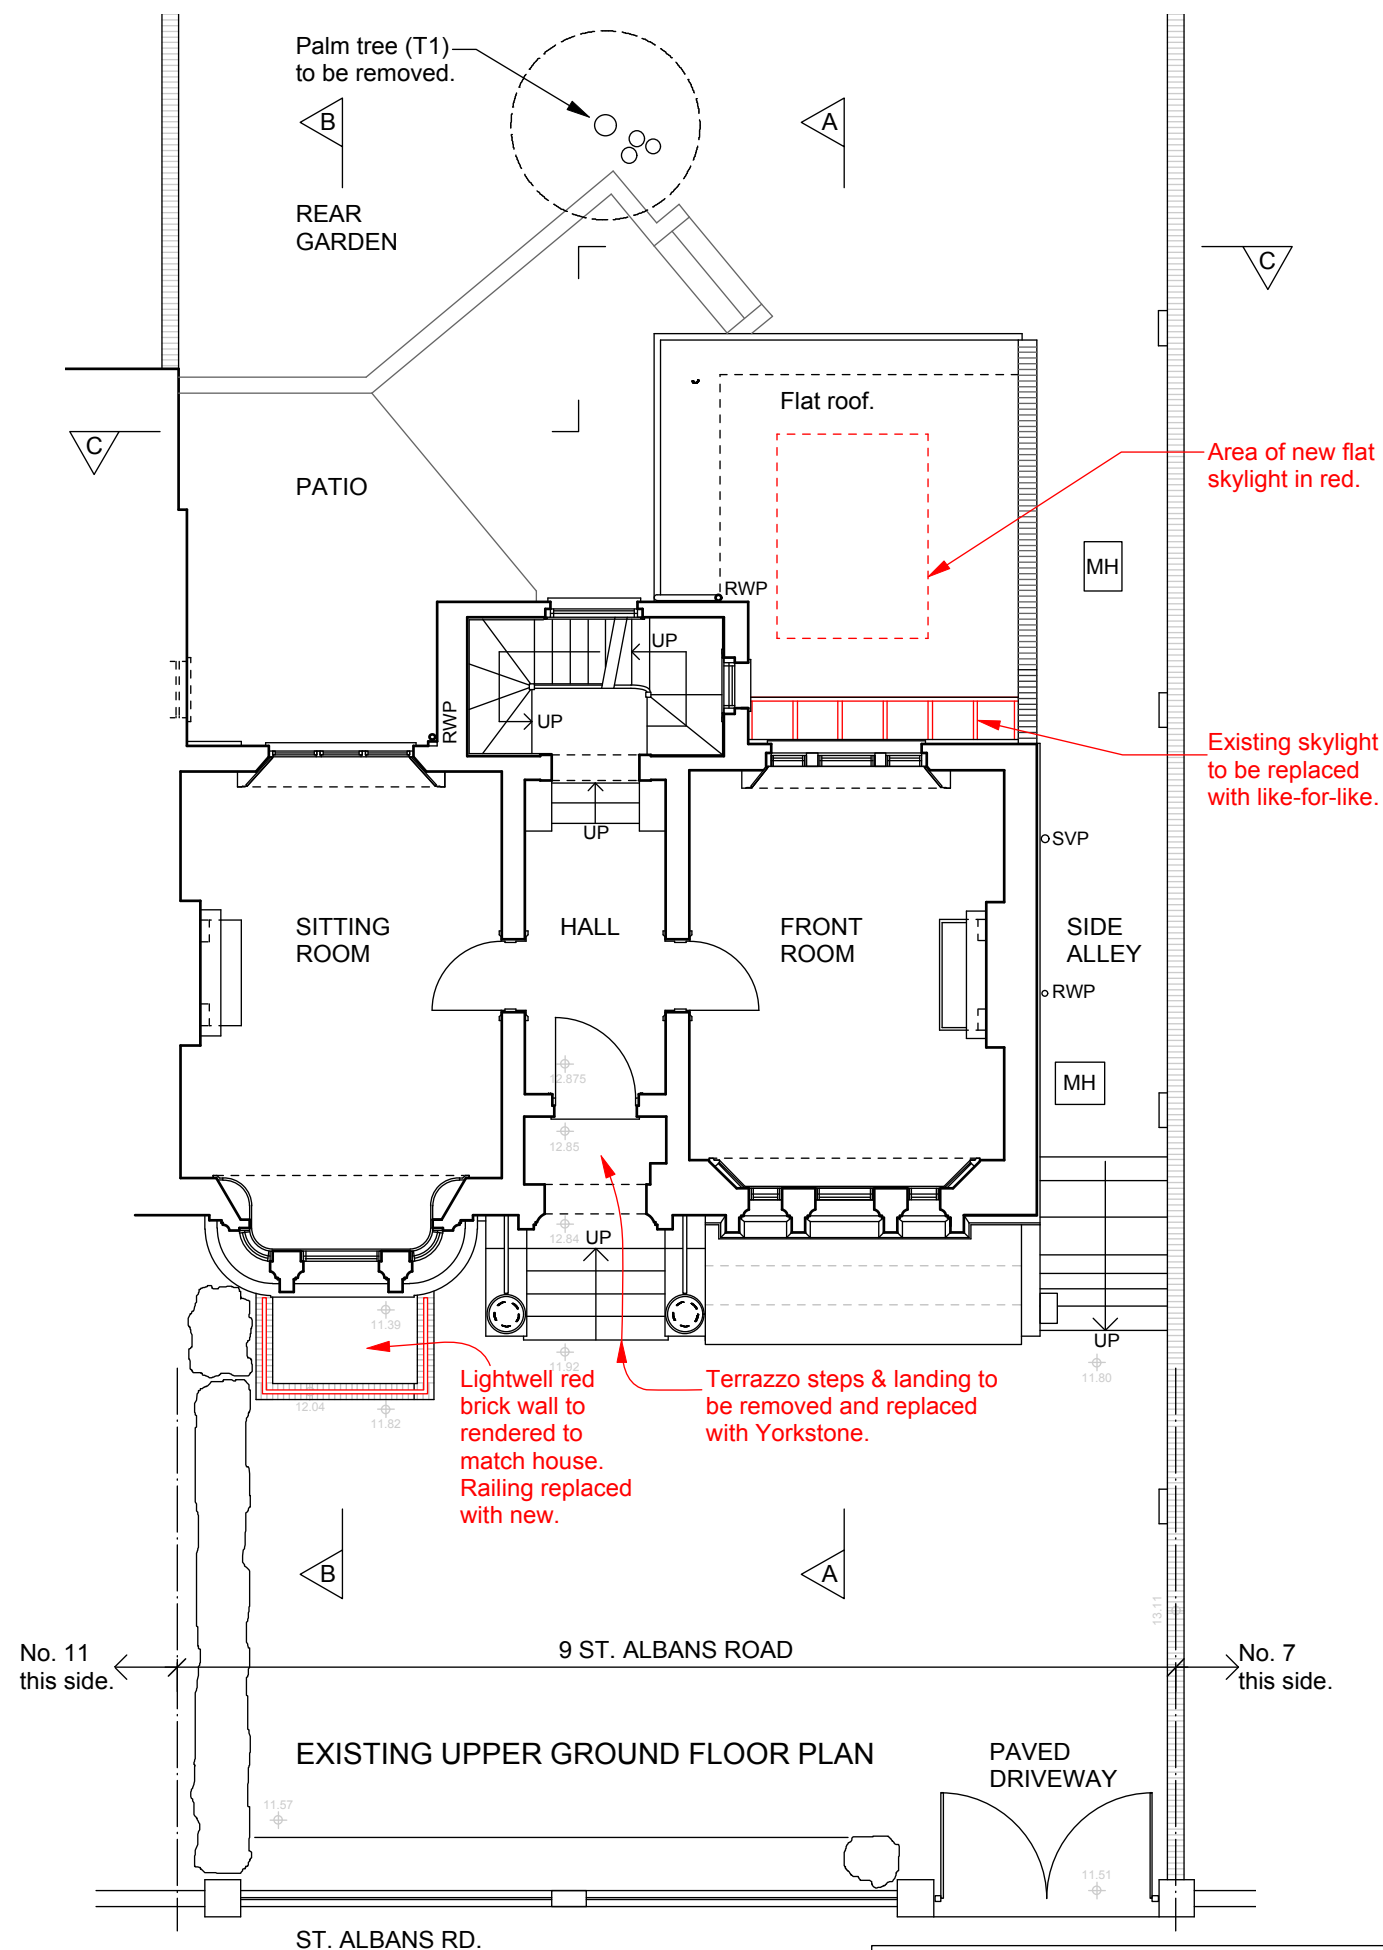 Palm tree (T1)
to be removed.
B
A
REAR
GARDEN
C
Flat roof.
C
Area of new flat
skylight in red.
PATIO
MH
RWP
UP
UP
RWP
Existing skylight
to be replaced
with like-for-like.
UP
SVP
SITTING
ROOM
HALL
FRONT
ROOM
SIDE
ALLEY
RWP
12.875
MH
12.85
12.84
UP
11.39
11.92
UP
11.80
12.04
11.82
Lightwell red
brick wall to
rendered to
match house.
Railing replaced
with new.
Terrazzo steps & landing to
be removed and replaced
with Yorkstone.
B
A
13.11
No. 11
this side.
9 ST. ALBANS ROAD
No. 7
this side.
EXISTING UPPER GROUND FLOOR PLAN
PAVED
DRIVEWAY
11.57
11.51
ST. ALBANS RD.